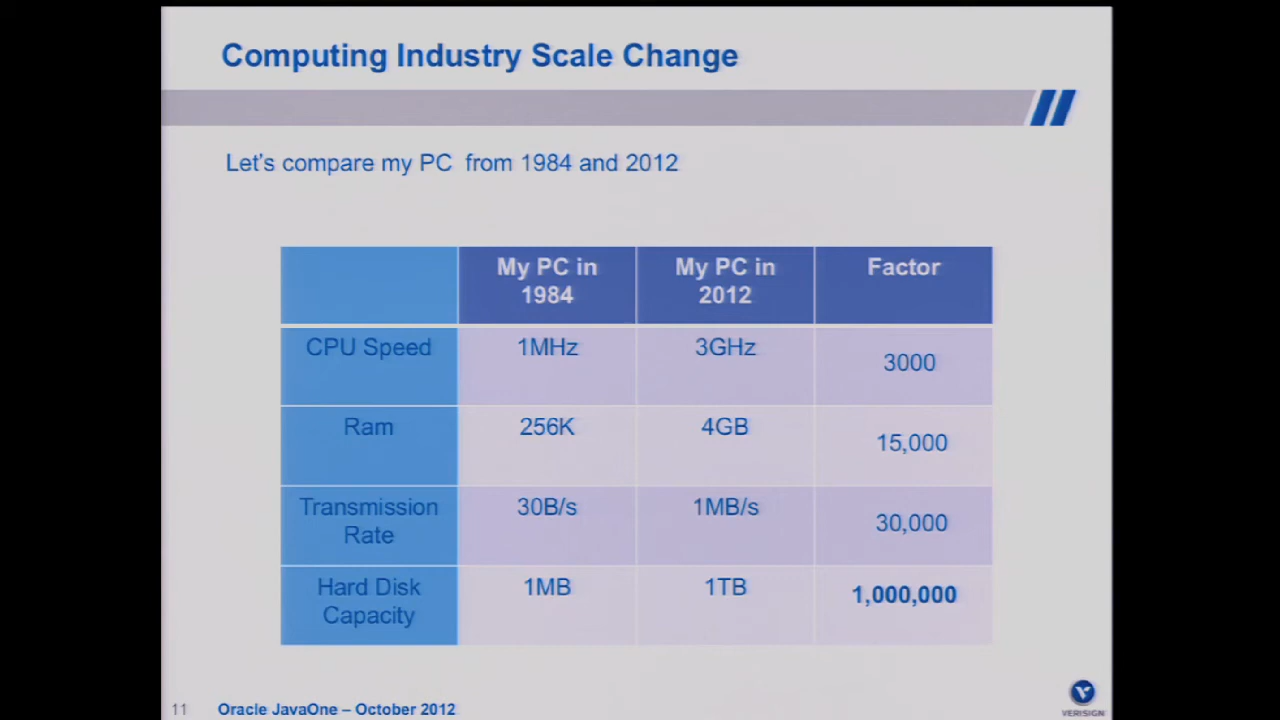 Computing Industry Scale Change
Let's compare my PC from 1984 and 2012
My PC in 1984
My PC in 2012
Factor
CPU Speed
1MHz
3GHz
3000
Ram
256K
4GB
15,000
Transmission Rate
30B/s
1MB/s
30,000
Hard Disk Capacity
1MB
1TB
1,000,000
11
Oracle JavaOne – October 2012
VERISIGN